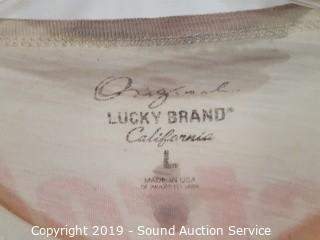 Original
LUCKY BRAND®
California
L
MADE IN USA
Copyright 2019 - Sound Auction Service